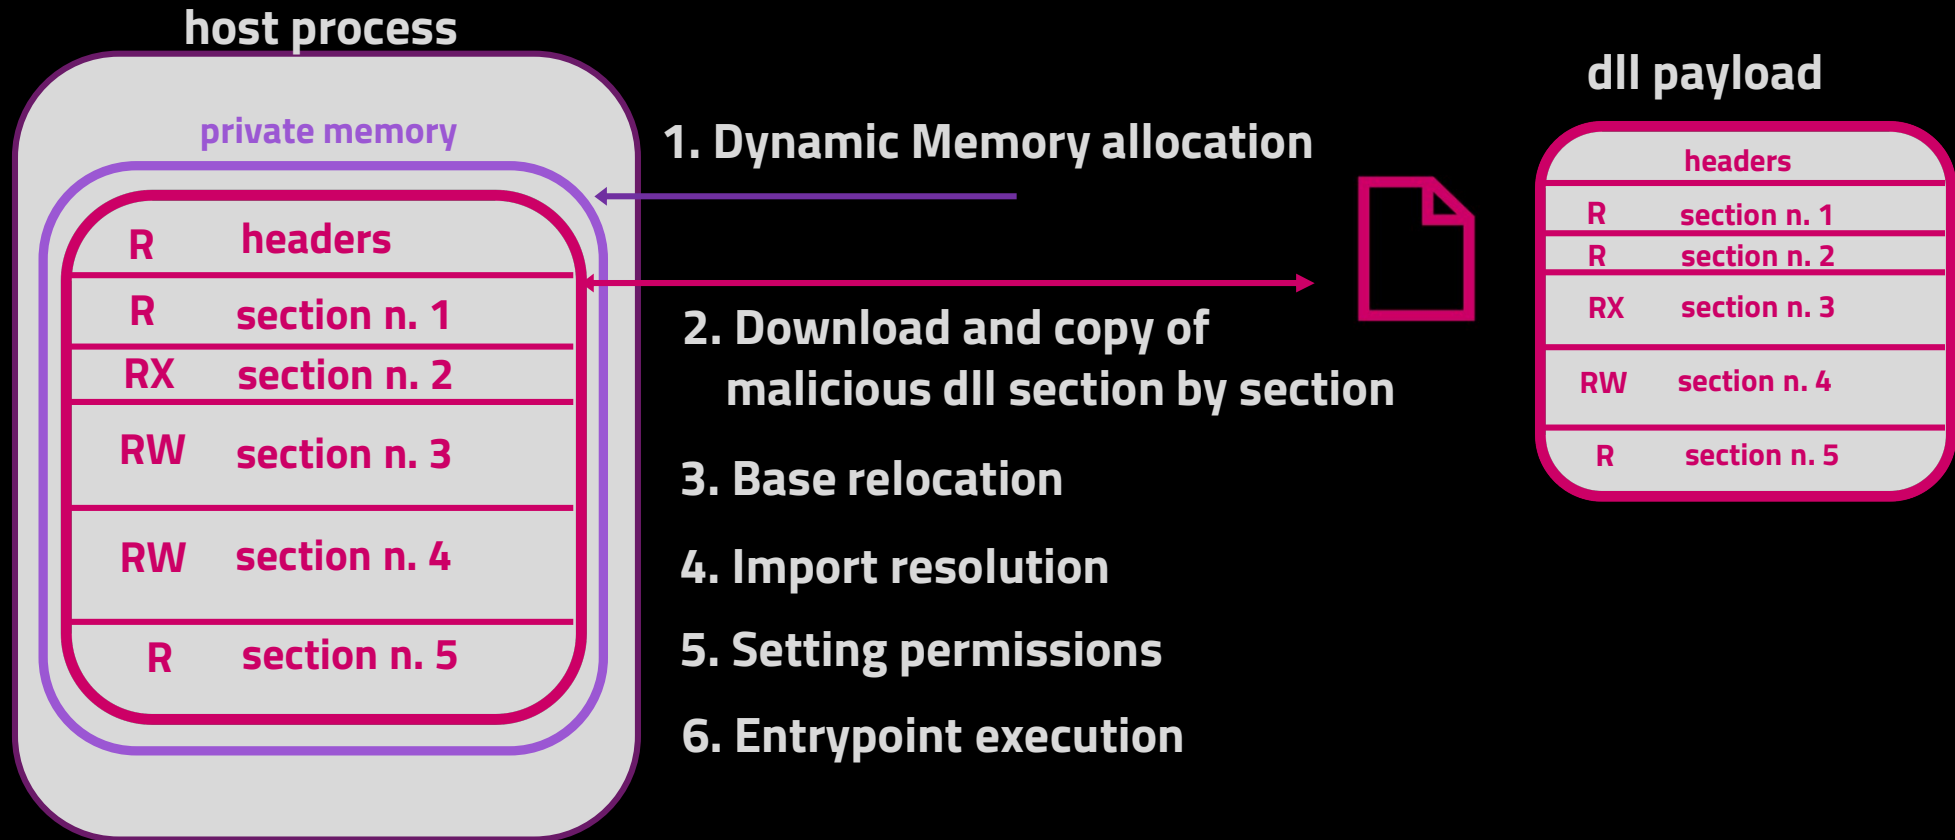 host process
private memory
R headers
R section n. 1
RX section n. 2
RW section n. 3
RW section n. 4
R section n. 5
1. Dynamic Memory allocation
2. Download and copy of
malicious dll section by section
3. Base relocation
4. Import resolution
5. Setting permissions
6. Entrypoint execution
dll payload
headers
R section n. 1
R section n. 2
RX section n. 3
RW section n. 4
R section n. 5